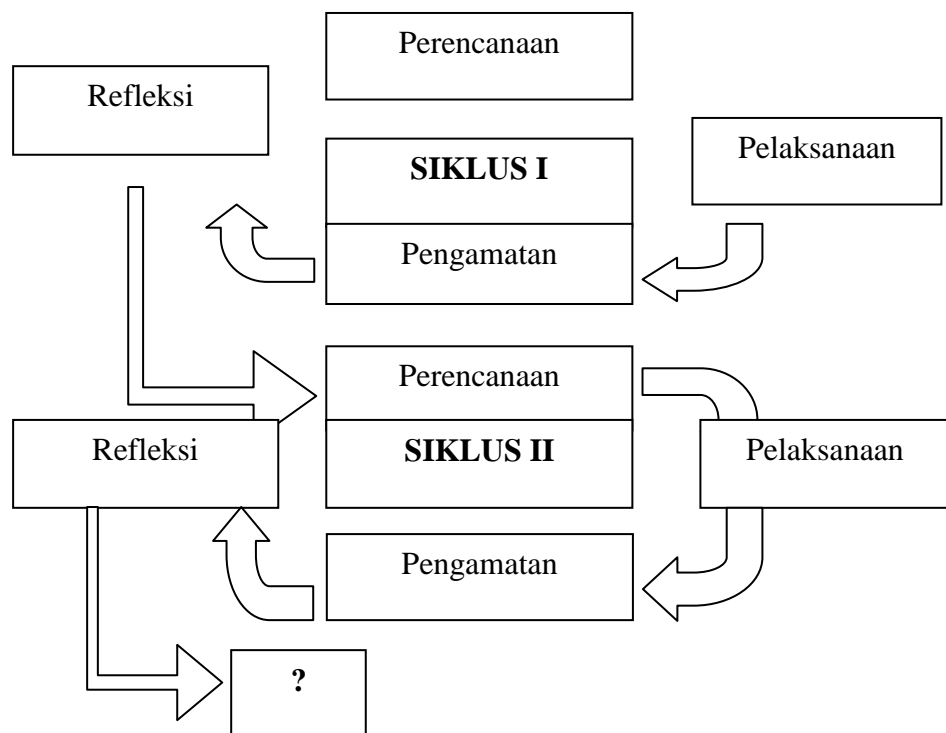 Perencanaan
Refleksi
Pelaksanaan
SIKLUS I
Pengamatan
Perencanaan
Refleksi
SIKLUS II
Pelaksanaan
Pengamatan
?